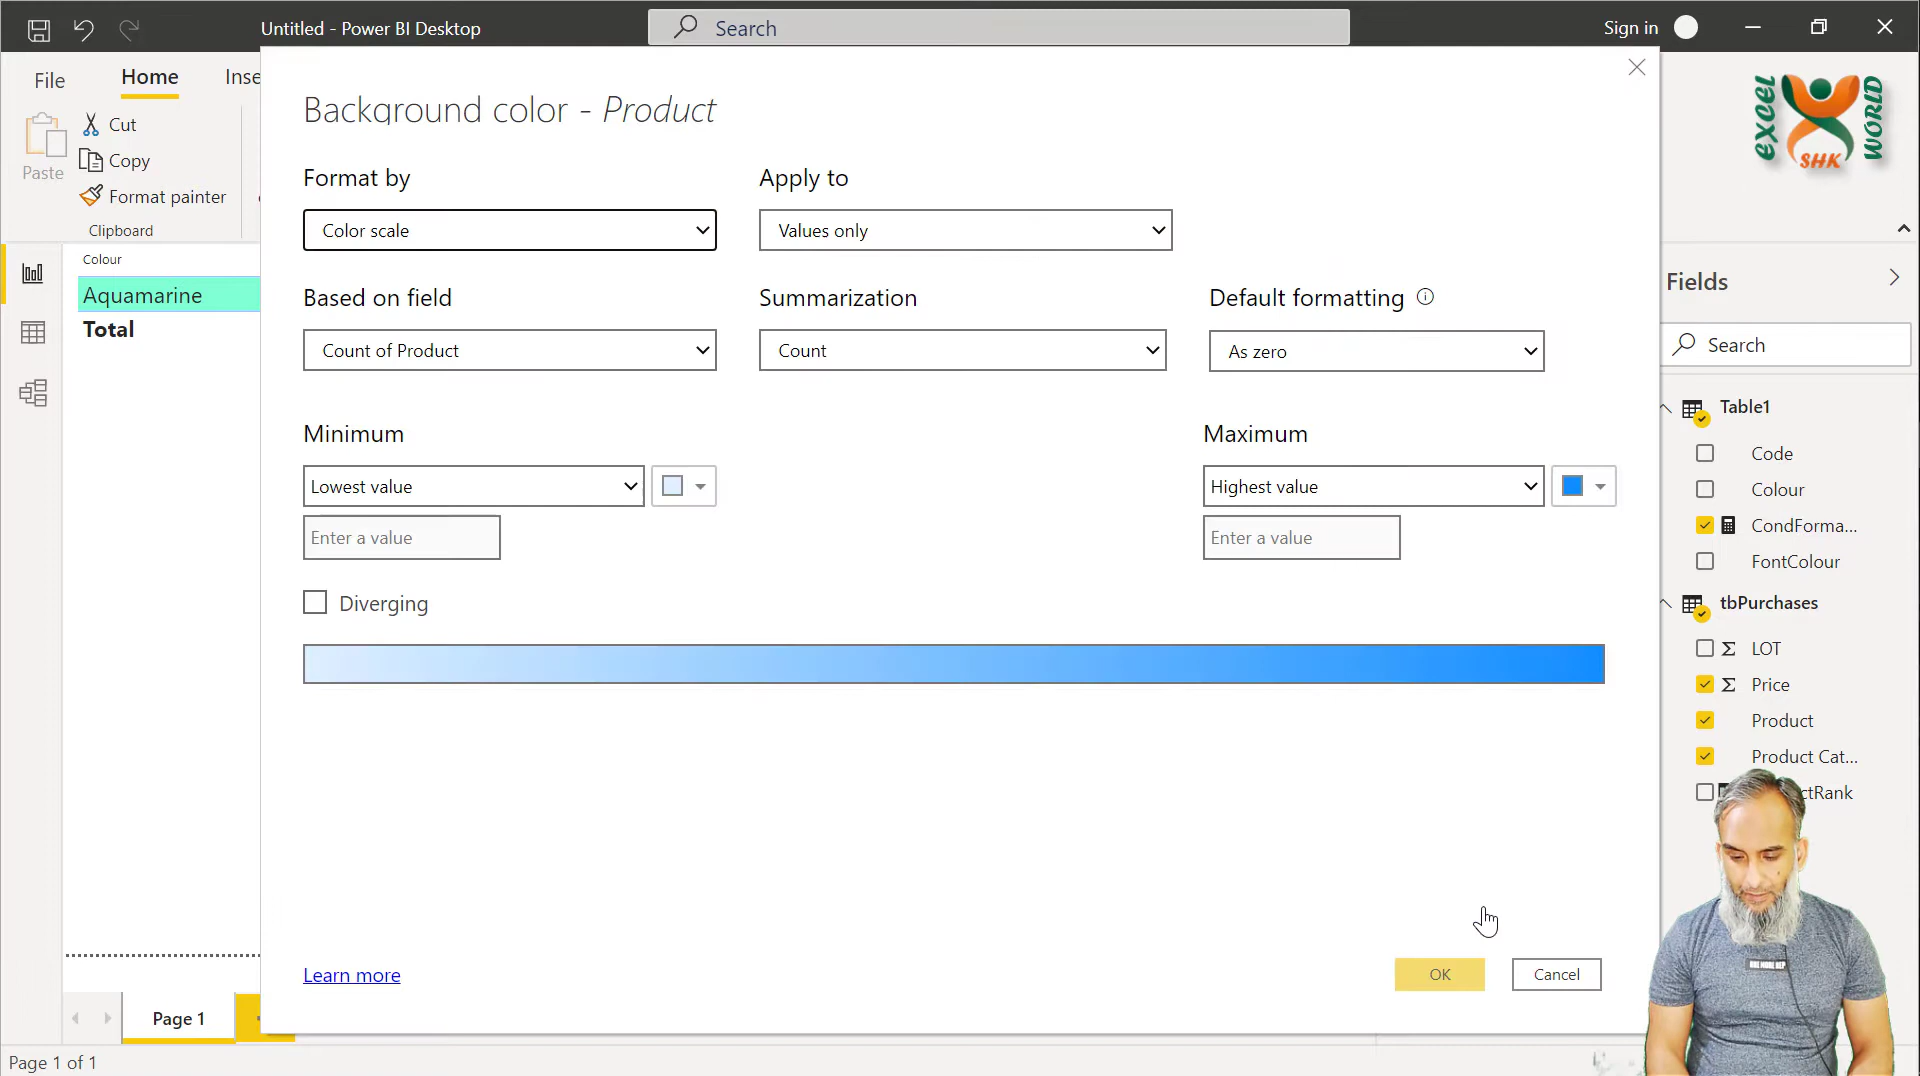 Untitled - Power BI Desktop
Search
Sign in
File
Home
Inse
Paste
Cut
Copy
Format painter
Clipboard
EXCEL
WORLD
SHK
Background color - Product
Format by
Apply to
Color scale
Values only
Based on field
Summarization
Default formatting
Count of Product
Count
As zero
Minimum
Maximum
Lowest value
Highest value
Enter a value
Enter a value
Diverging
Learn more
OK
Cancel
Colour
Aquamarine
Total
Fields
Search
Table1
Code
Colour
CondForma...
FontColour
tbPurchases
Σ LOT
Σ Price
Product
Product Cat...
ctRank
Page 1
Page 1 of 1